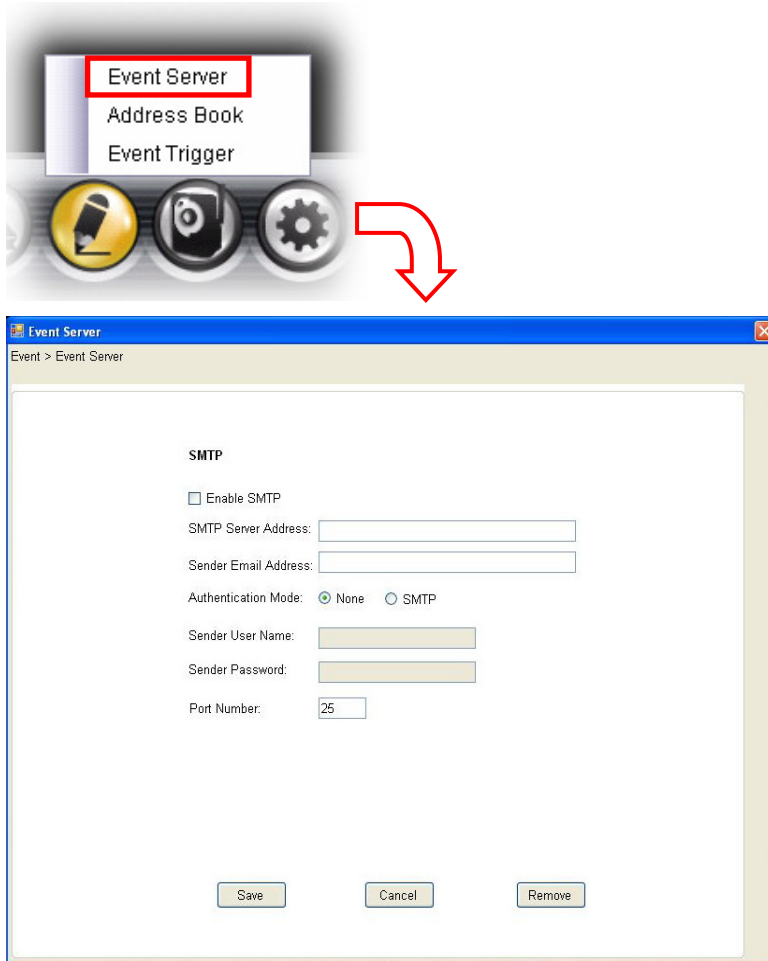 Event Server
Address Book
Event Trigger
Event Server
Event > Event Server
SMTP
Enable SMTP
SMTP Server Address:
Sender Email Address:
Authentication Mode: None SMTP
Sender User Name:
Sender Password:
Port Number: 25
Save Cancel Remove